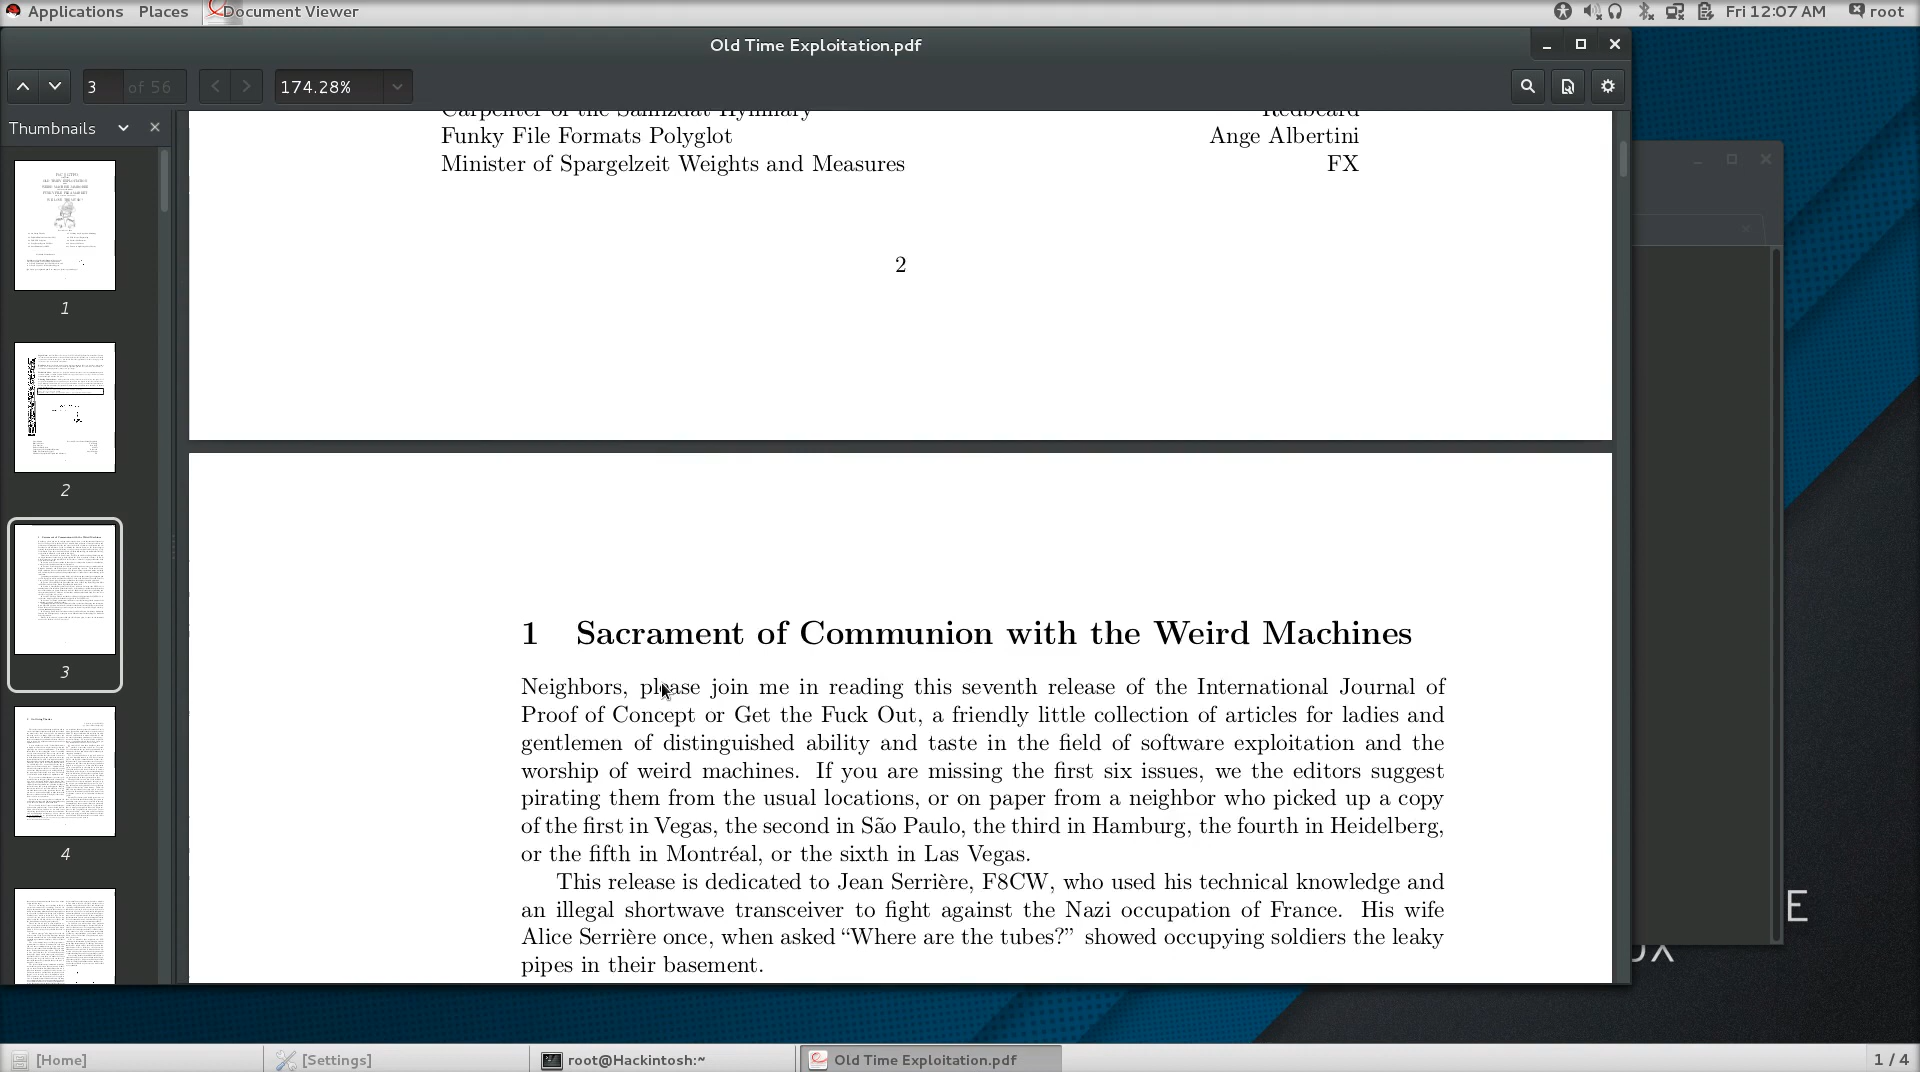 Applications Places Document Viewer Fri 12:07 AM root
Old Time Exploitation.pdf
3 of 56 174.28%
Thumbnails
1
2
3
4
Carpenter of the Samizdat Hymnary Redbeard
Funky File Formats Polyglot Ange Albertini
Minister of Spargelzeit Weights and Measures FX
2
1 Sacrament of Communion with the Weird Machines
Neighbors, please join me in reading this seventh release of the International Journal of
Proof of Concept or Get the Fuck Out, a friendly little collection of articles for ladies and
gentlemen of distinguished ability and taste in the field of software exploitation and the
worship of weird machines. If you are missing the first six issues, we the editors suggest
pirating them from the usual locations, or on paper from a neighbor who picked up a copy
of the first in Vegas, the second in São Paulo, the third in Hamburg, the fourth in Heidelberg,
or the fifth in Montréal, or the sixth in Las Vegas.
This release is dedicated to Jean Serrière, F8CW, who used his technical knowledge and
an illegal shortwave transceiver to fight against the Nazi occupation of France. His wife
Alice Serrière once, when asked “Where are the tubes?” showed occupying soldiers the leaky
pipes in their basement.
[Home] [Settings] root@Hackintosh:~ Old Time Exploitation.pdf 1 / 4